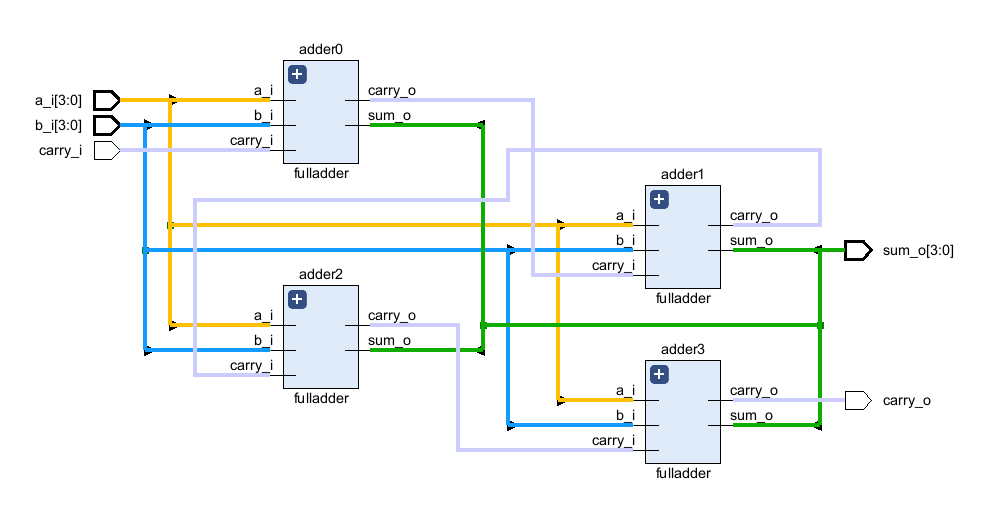 adder0
a_i[3:0]
a_i
carry_o
b_i[3:0]
b_i
sum_o
carry_i
carry_i
fulladder
adder1
a_i
carry_o
b_i
sum_o
sum_o[3:0]
carry_i
fulladder
adder2
a_i
carry_o
b_i
sum_o
carry_i
fulladder
adder3
a_i
carry_o
carry_o
b_i
sum_o
carry_i
fulladder